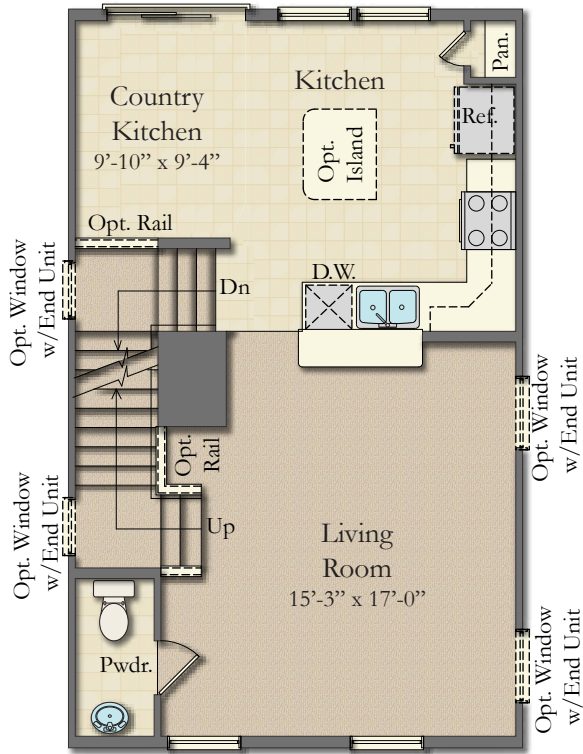 Pan.
Kitchen
Country
Kitchen
9’-10” x 9’-4”
Ref.
Opt.
Island
Opt. Rail
Opt. Window
w/End Unit
Dn
D.W.
Opt. Window
w/End Unit
Opt.
Rail
Opt. Window
w/End Unit
Up
Living
Room
15’-3” x 17’-0”
Pwdr.
Opt. Window
w/End Unit